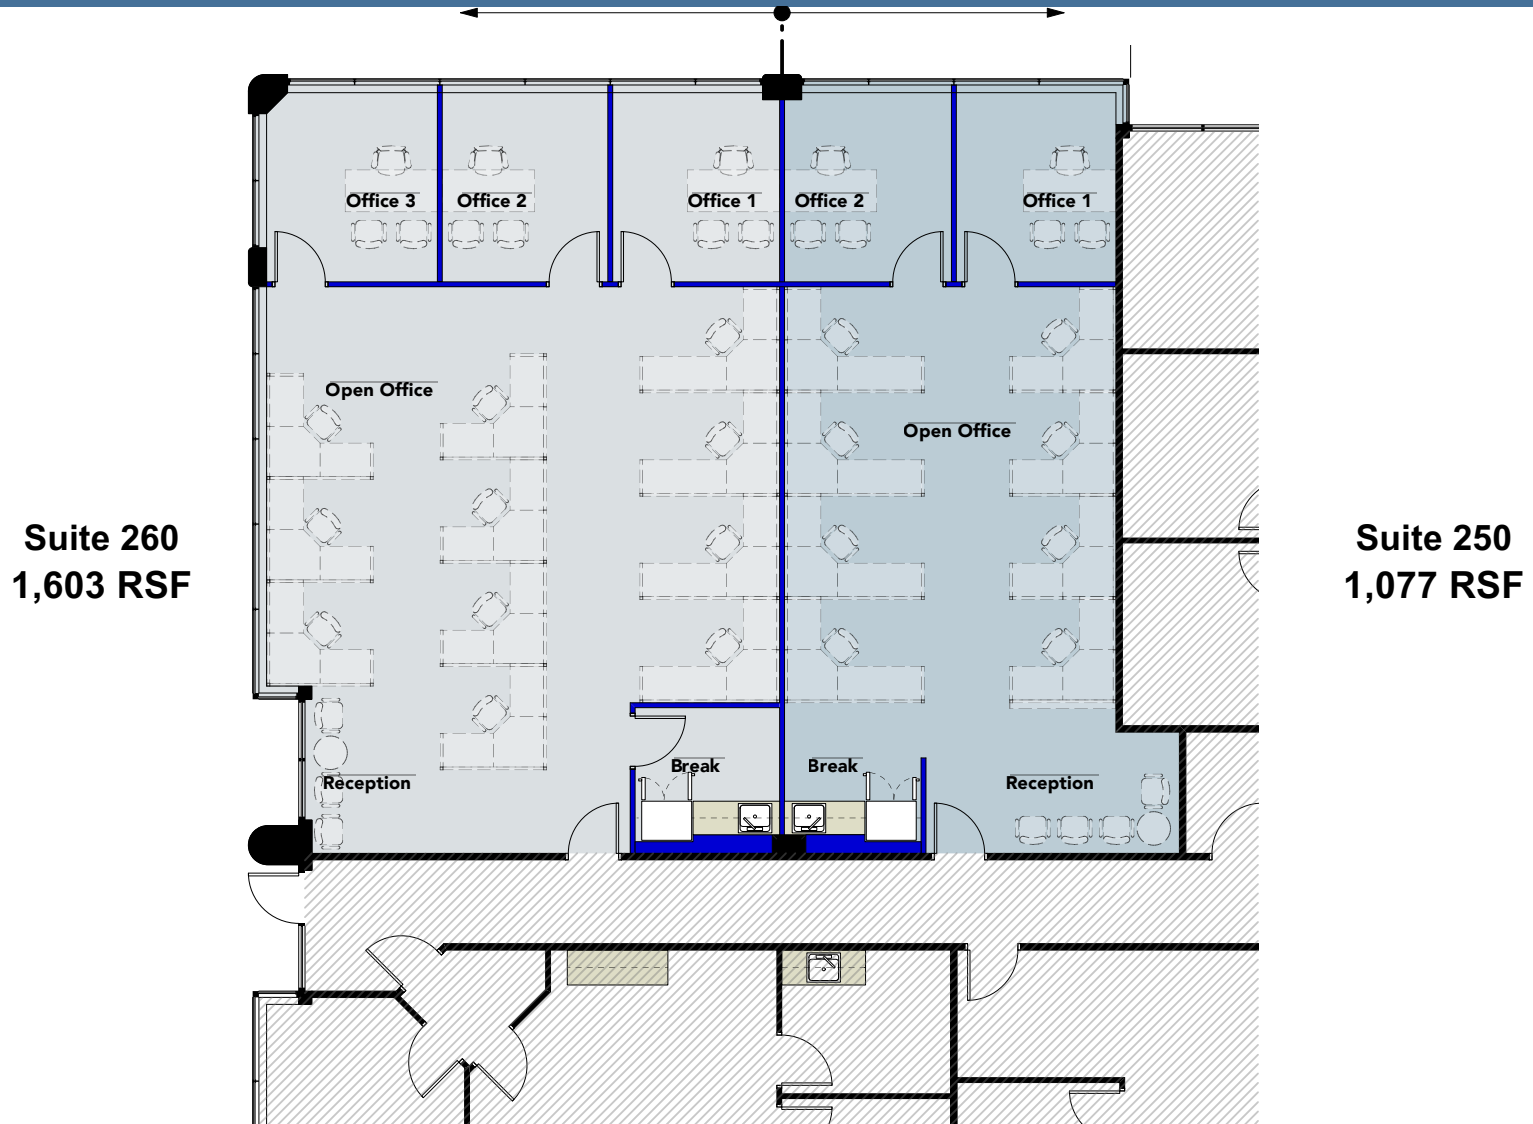 Office 3
Office 2
Office 1
Office 2
Office 1
Open Office
Open Office
Suite 260
1,603 RSF
Suite 250
1,077 RSF
Break
Break
Reception
Reception